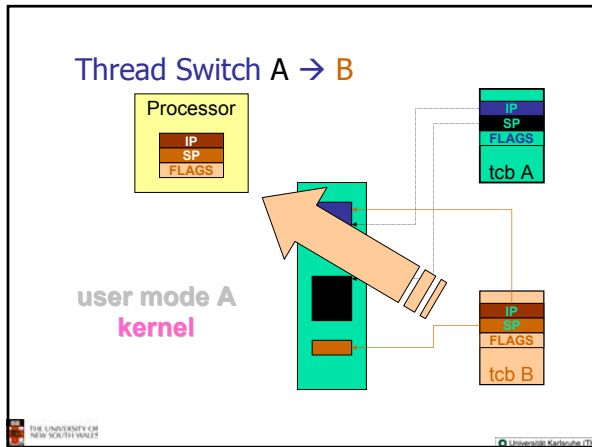 Thread Switch A → B
Processor
IP
SP
FLAGS
IP
SP
FLAGS
tcb A
user mode A
kernel
IP
SP
FLAGS
tcb B
THE UNIVERSITY OF
NEW SOUTH WALES
Universität Karlsruhe (TH